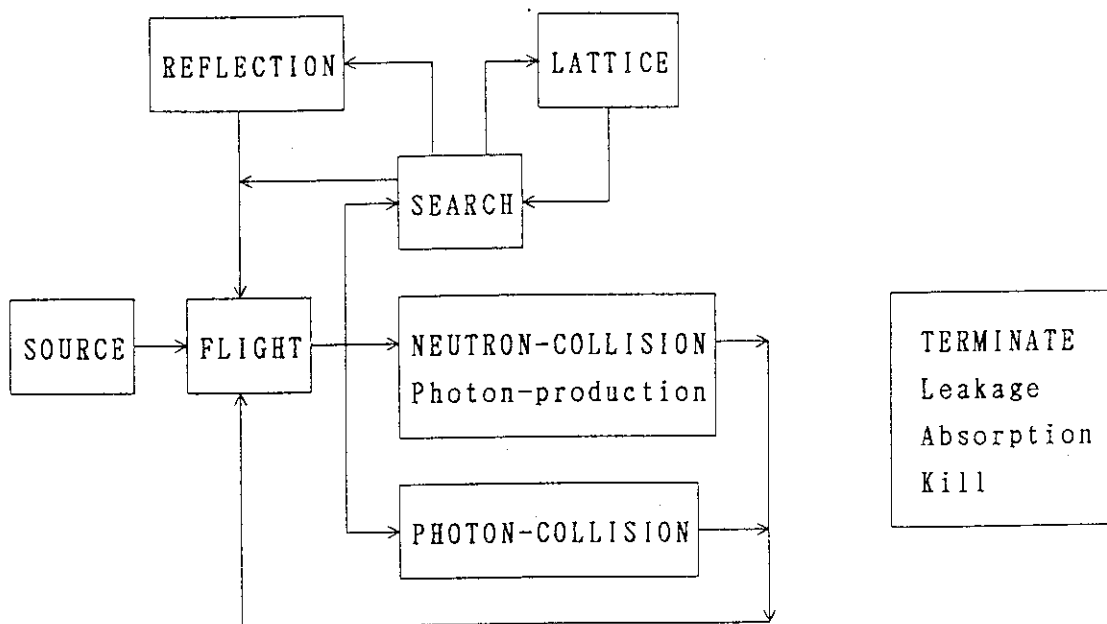 REFLECTION
LATTICE
SEARCH
SOURCE
FLIGHT
NEUTRON-COLLISION
Photon-production
PHOTON-COLLISION
TERMINATE
Leakage
Absorption
Kill